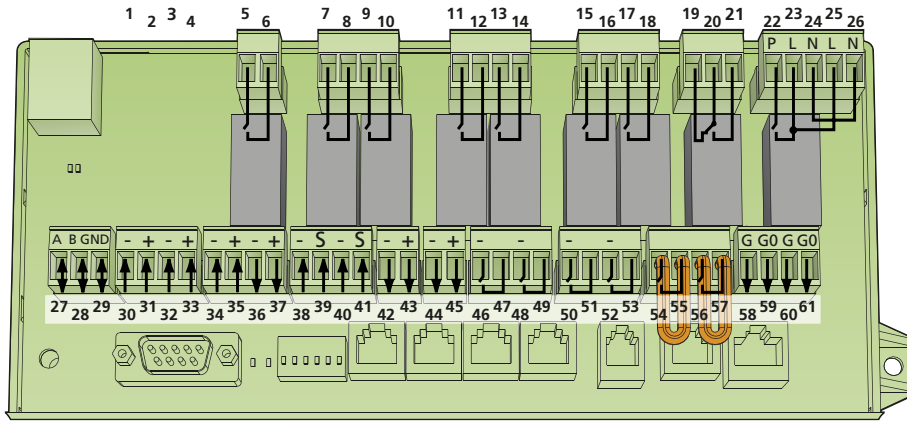 1 2 3 4 5 6 7 8 9 10 11 12 13 14 15 16 17 18 19 20 21 22 23 24 25 26
P L N L N
A B GND - + - + - + - + - S - S - + - + - - - - G G0 G G0
27 28 29 30 31 32 33 34 35 36 37 38 39 40 41 42 43 44 45 46 47 48 49 50 51 52 53 54 55 56 57 58 59 60 61